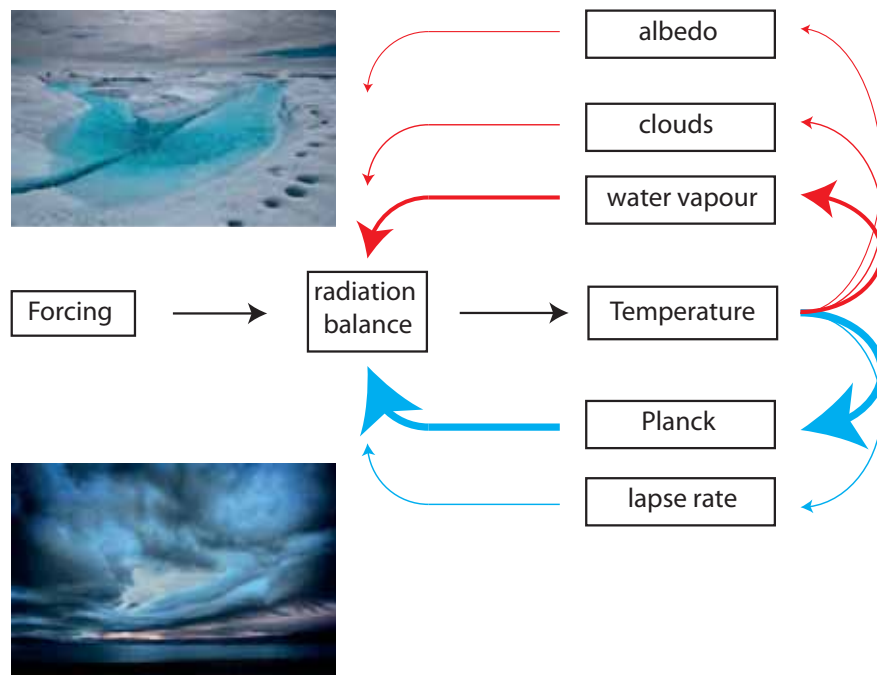 albedo
clouds
water vapour
Forcing
radiation
balance
Temperature
Planck
lapse rate